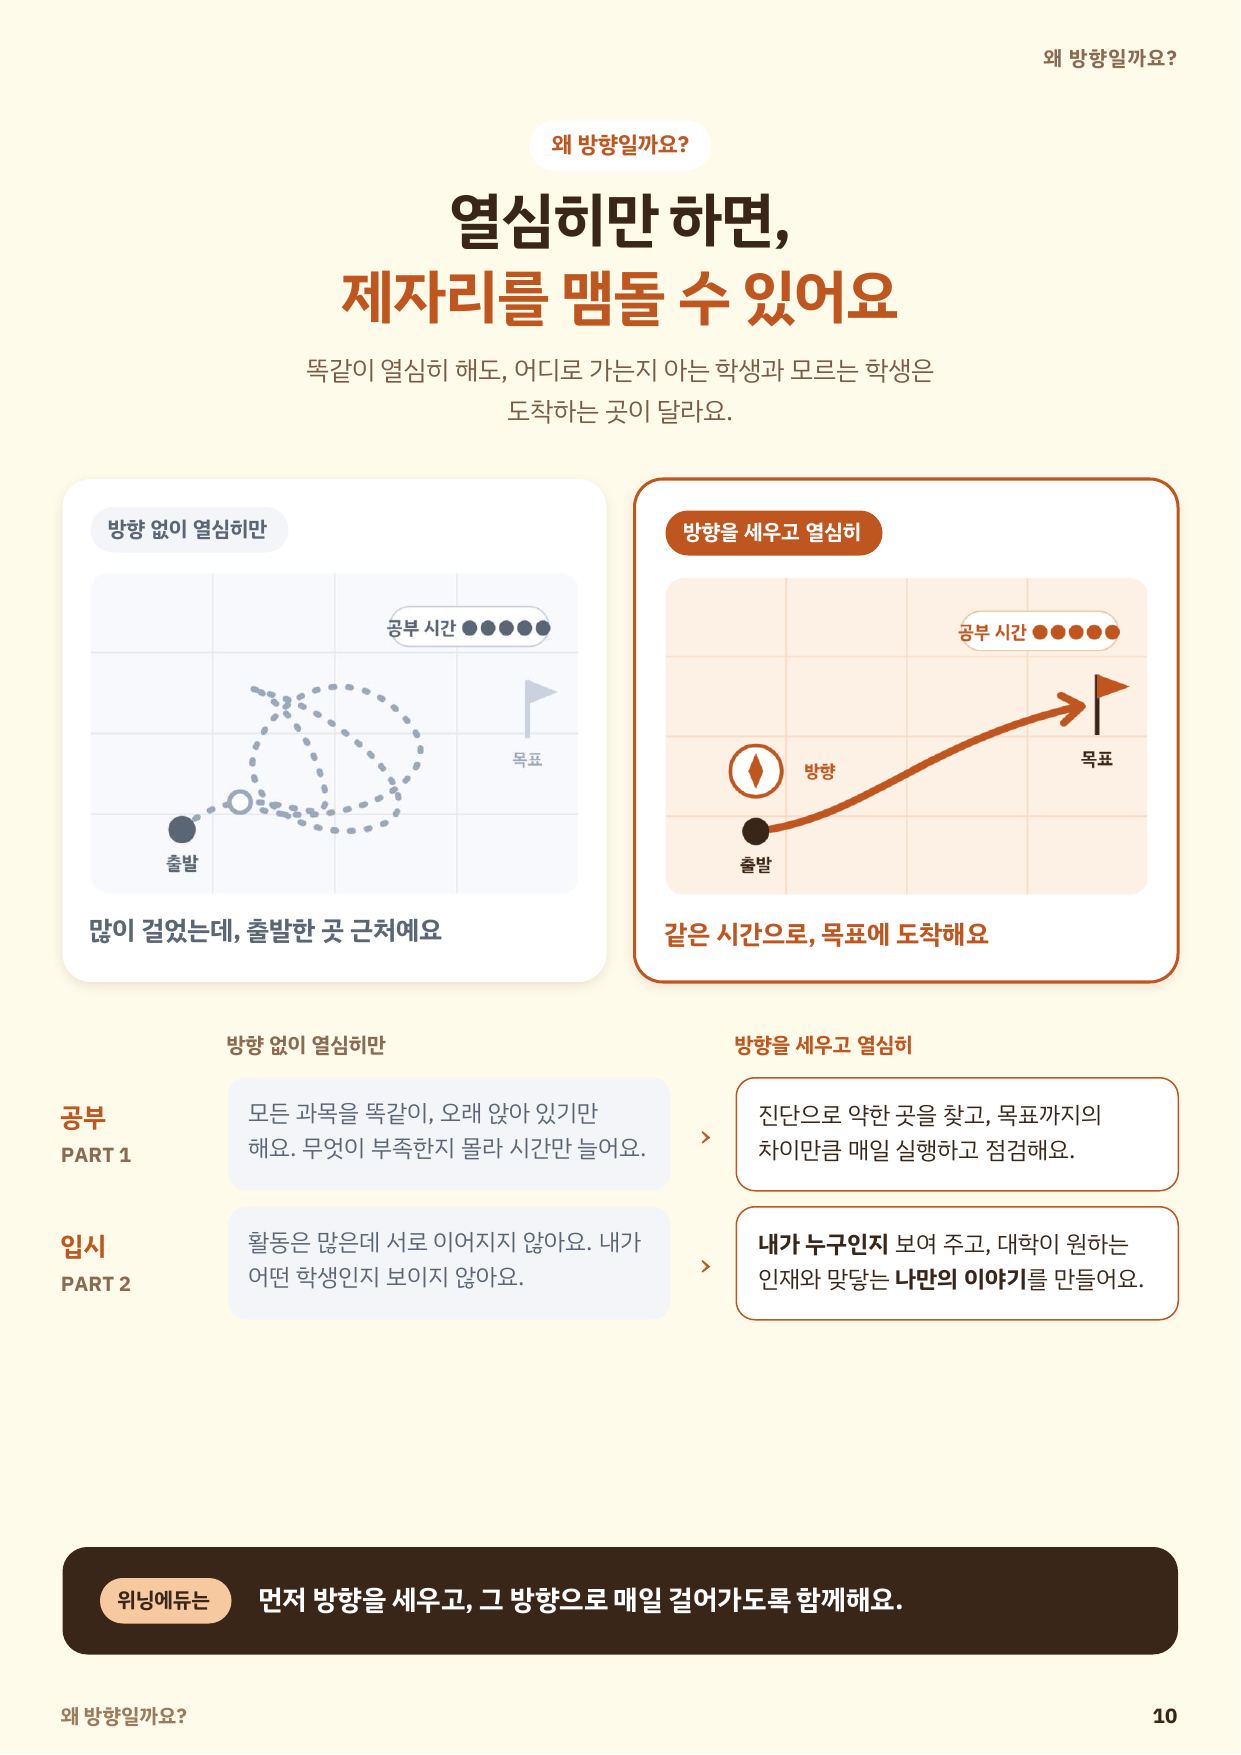 왜 방향일까요?
왜 방향일까요?
열심히만 하면,
제자리를 맴돌 수 있어요
똑같이 열심히 해도, 어디로 가는지 아는 학생과 모르는 학생은
도착하는 곳이 달라요.
방향 없이 열심히만
공부 시간
목표
출발
많이 걸었는데, 출발한 곳 근처예요
방향을 세우고 열심히
공부 시간
목표
방향
출발
같은 시간으로, 목표에 도착해요
방향 없이 열심히만
방향을 세우고 열심히
공부
PART 1
모든 과목을 똑같이, 오래 앉아 있기만
해요. 무엇이 부족한지 몰라 시간만 늘어요.
진단으로 약한 곳을 찾고, 목표까지의
차이만큼 매일 실행하고 점검해요.
입시
PART 2
활동은 많은데 서로 이어지지 않아요. 내가
어떤 학생인지 보이지 않아요.
내가 누구인지 보여 주고, 대학이 원하는
인재와 맞닿는 나만의 이야기를 만들어요.
위닝에듀는
먼저 방향을 세우고, 그 방향으로 매일 걸어가도록 함께해요.
왜 방향일까요?
10